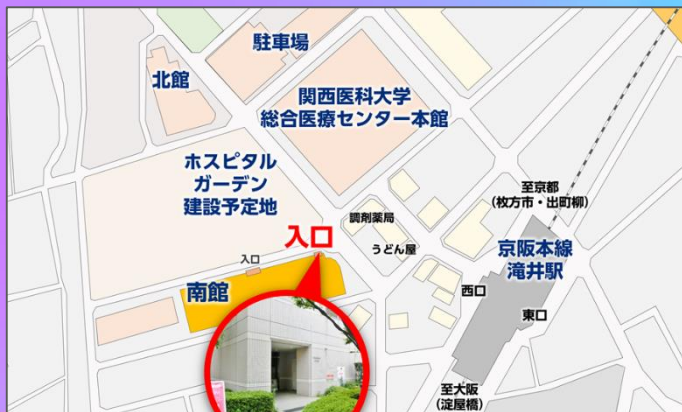 駐車場
北館
関西医科大学
総合医療センター本館
ホスピタル
ガーデン
建設予定地
調剤薬局
至京都
(枚方市・出町柳)
入口
うどん屋
京阪本線
滝井駅
入口
南館
西口
東口
至大阪
(淀屋橋)